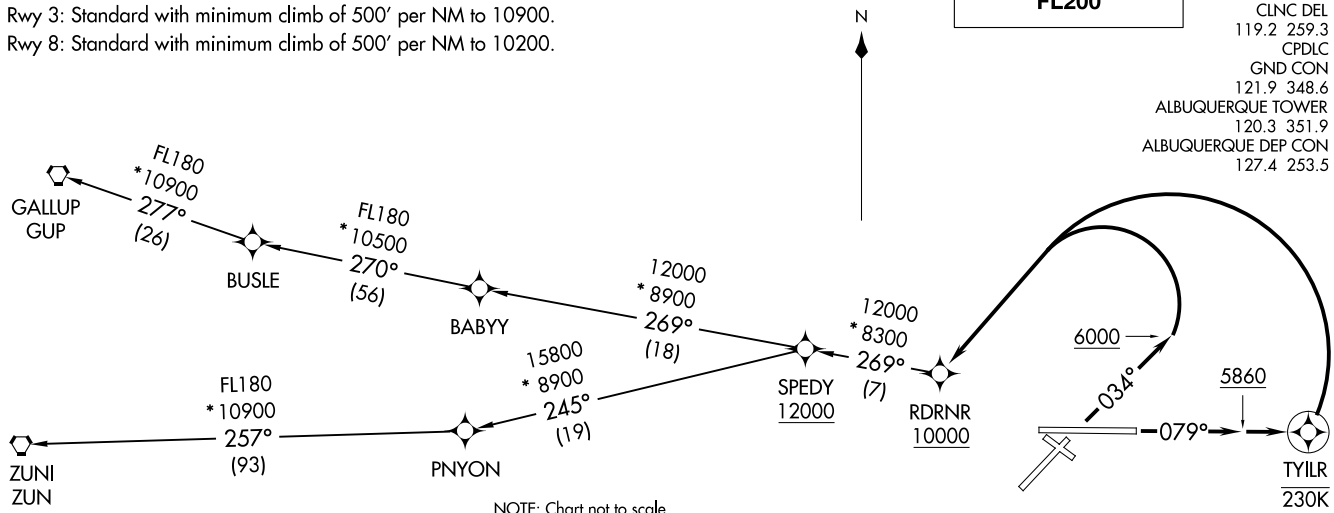 Rwy 3: Standard with minimum climb of 500' per NM to 10900.
Rwy 8: Standard with minimum climb of 500' per NM to 10200.
N
FL200
CLNC DEL
119.2 259.3
CPDLC
GND CON
121.9 348.6
ALBUQUERQUE TOWER
120.3 351.9
ALBUQUERQUE DEP CON
127.4 253.5
GALLUP
GUP
FL180
*10900
277°
(26)
BUSLE
FL180
*10500
270°
(56)
BABYY
12000
*8900
269°
(18)
SPEDY
12000
12000
*8300
269°
(7)
RDRNR
10000
6000
034°
5860
079°
TYILR
230K
15800
*8900
245°
(19)
PNYON
FL180
*10900
257°
(93)
ZUNI
ZUN
NOTE: Chart not to scale